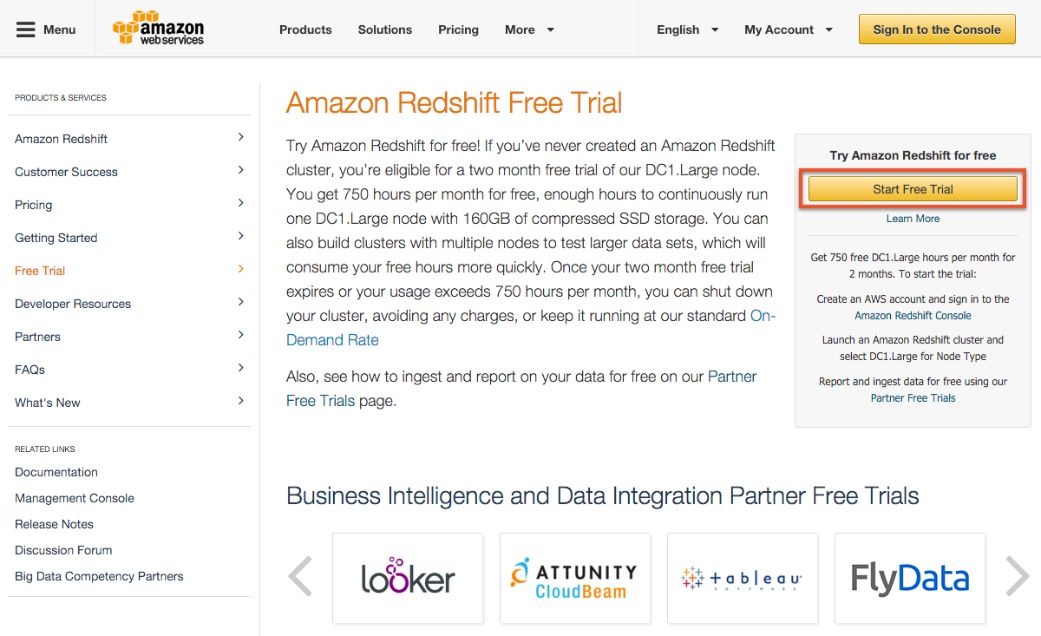 Menu
amazon
webservices
Products
Solutions
Pricing
More
English
My Account
Sign In to the Console
PRODUCTS & SERVICES
Amazon Redshift
Customer Success
Pricing
Getting Started
Free Trial
Developer Resources
Partners
FAQs
What's New
RELATED LINKS
Documentation
Management Console
Release Notes
Discussion Forum
Big Data Competency Partners
Amazon Redshift Free Trial
Try Amazon Redshift for free! If you've never created an Amazon Redshift
cluster, you're eligible for a two month free trial of our DC1.Large node.
You get 750 hours per month for free, enough hours to continuously run
one DC1.Large node with 160GB of compressed SSD storage. You can
also build clusters with multiple nodes to test larger data sets, which will
consume your free hours more quickly. Once your two month free trial
expires or your usage exceeds 750 hours per month, you can shut down
your cluster, avoiding any charges, or keep it running at our standard On-
Demand Rate
Also, see how to ingest and report on your data for free on our Partner
Free Trials page.
Try Amazon Redshift for free
Start Free Trial
Learn More
Get 750 free DC1.Large hours per month for
2 months. To start the trial:
Create an AWS account and sign in to the
Amazon Redshift Console
Launch an Amazon Redshift cluster and
select DC1.Large for Node Type
Report and ingest data for free using our
Partner Free Trials
Business Intelligence and Data Integration Partner Free Trials
looker
ATTUNITY
CloudBeam
tableau
SOFTWARE
FlyData